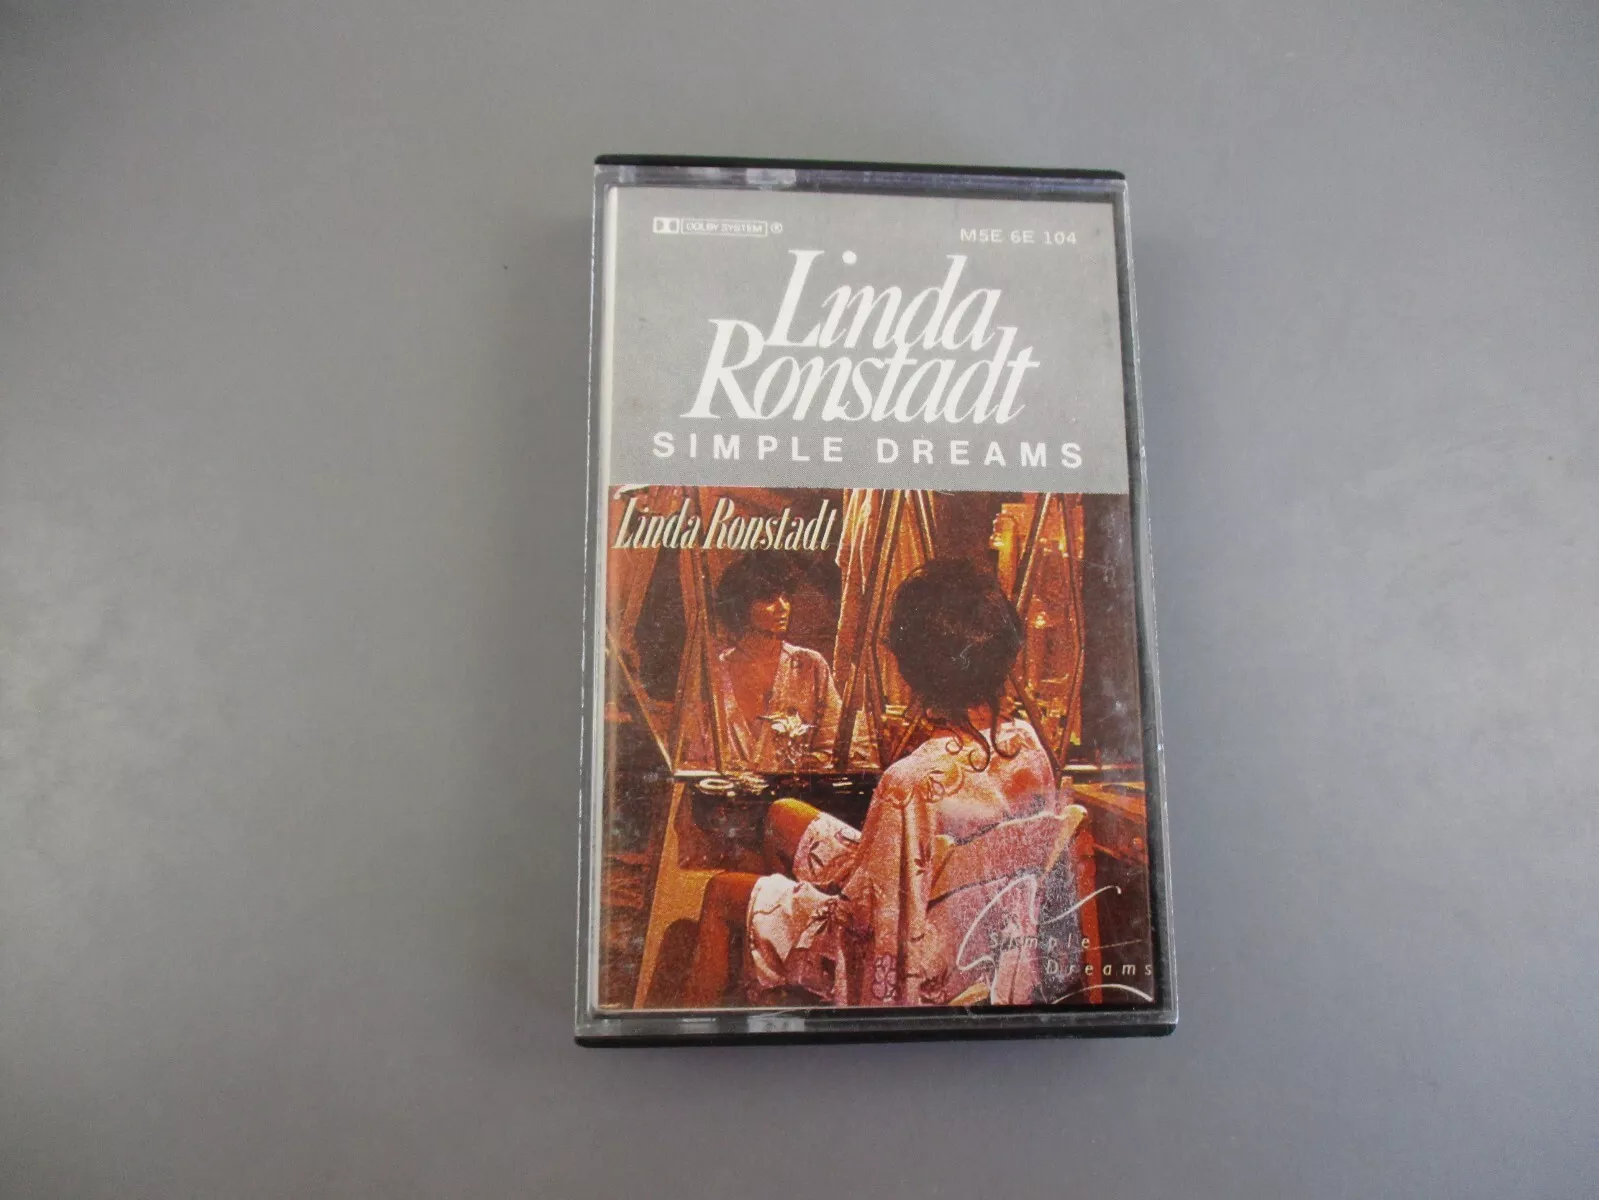 DOLBY SYSTEM ®
M5E 6E 104
Linda
Ronstadt
SIMPLE DREAMS
Linda Ronstadt
Simple
Dreams